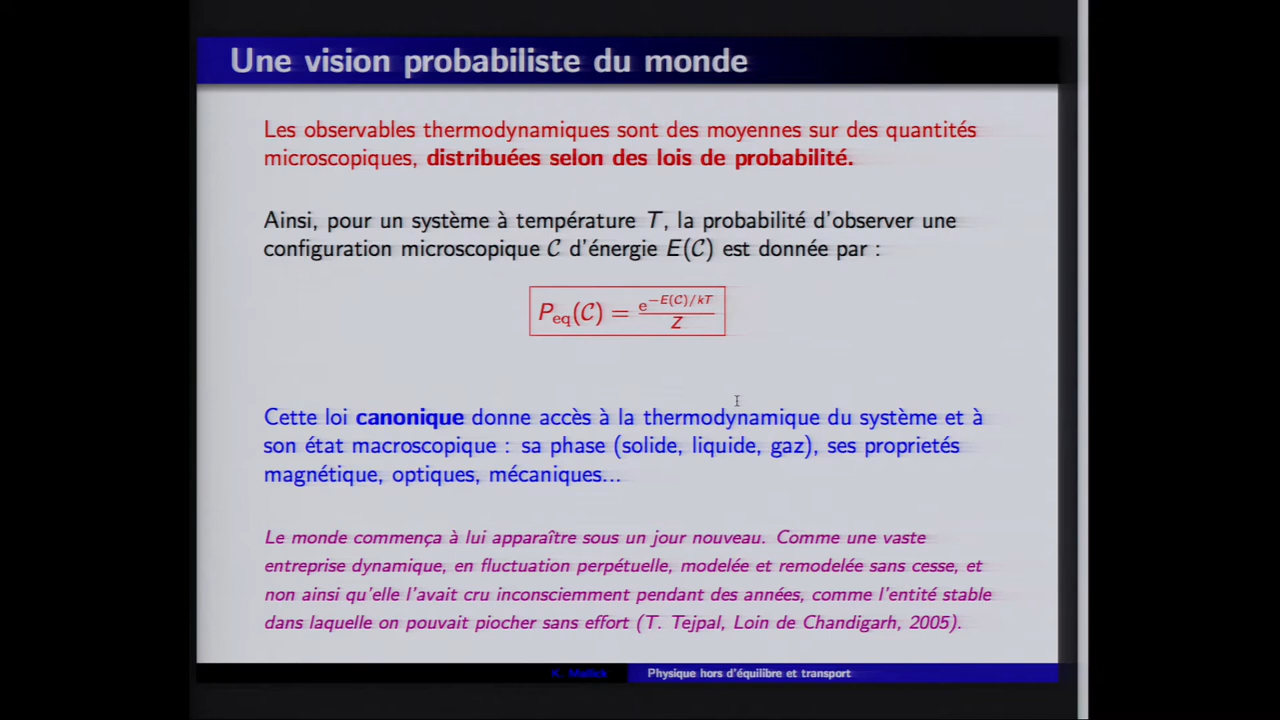 Une vision probabiliste du monde
Les observables thermodynamiques sont des moyennes sur des quantités
microscopiques, distribuées selon des lois de probabilité.
Ainsi, pour un système à température T, la probabilité d'observer une
configuration microscopique C d'énergie E(C) est donnée par :
P_eq(C) = e^{-E(C)/kT} / Z
Cette loi canonique donne accès à la thermodynamique du système et à
son état macroscopique : sa phase (solide, liquide, gaz), ses proprietés
magnétique, optiques, mécaniques...
Le monde commença à lui apparaître sous un jour nouveau. Comme une vaste
entreprise dynamique, en fluctuation perpétuelle, modelée et remodelée sans cesse, et
non ainsi qu'elle l'avait cru inconsciemment pendant des années, comme l'entité stable
dans laquelle on pouvait piocher sans effort (T. Tejpal, Loin de Chandigarh, 2005).
K. Mallick
Physique hors d'équilibre et transport